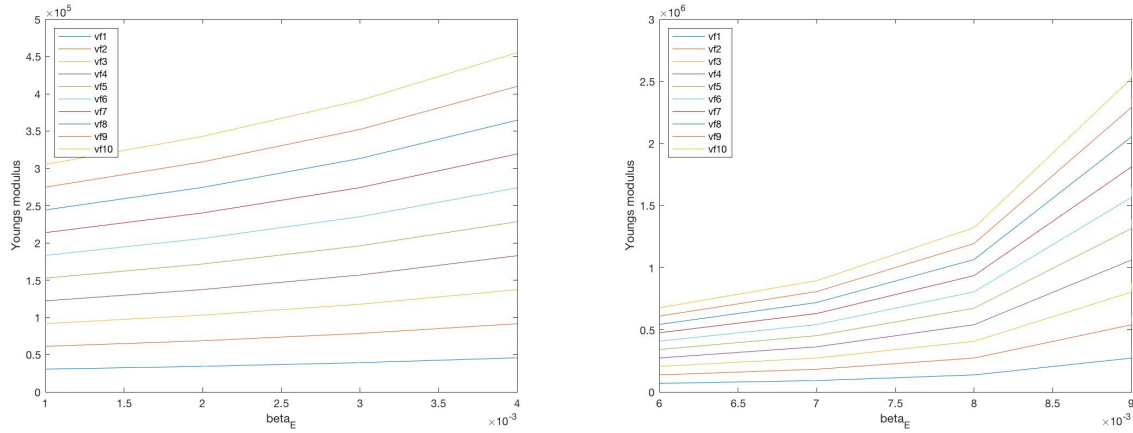 ×10^5
5
4.5
4
3.5
3
2.5
2
1.5
1
0.5
0
Youngs modulus
vf1
vf2
vf3
vf4
vf5
vf6
vf7
vf8
vf9
vf10
1 1.5 2 2.5 3 3.5 4
beta_E
×10^-3
×10^6
3
2.5
2
1.5
1
0.5
0
Youngs modulus
vf1
vf2
vf3
vf4
vf5
vf6
vf7
vf8
vf9
vf10
6 6.5 7 7.5 8 8.5 9
beta_E
×10^-3